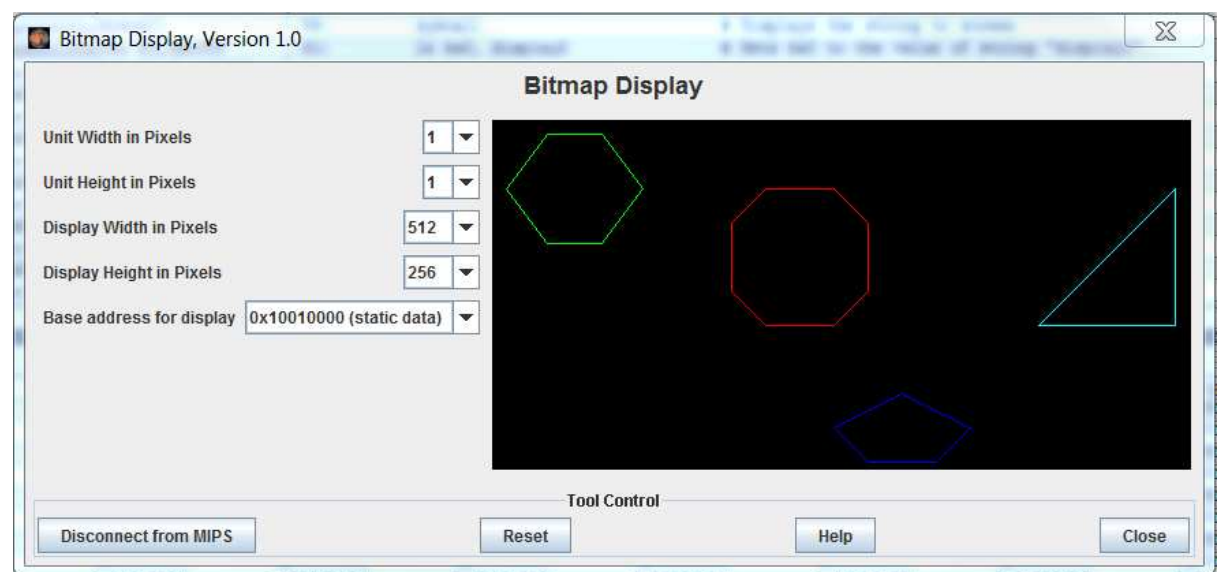 Bitmap Display, Version 1.0
Bitmap Display
Unit Width in Pixels 1
Unit Height in Pixels 1
Display Width in Pixels 512
Display Height in Pixels 256
Base address for display 0x10010000 (static data)
Tool Control
Disconnect from MIPS Reset Help Close